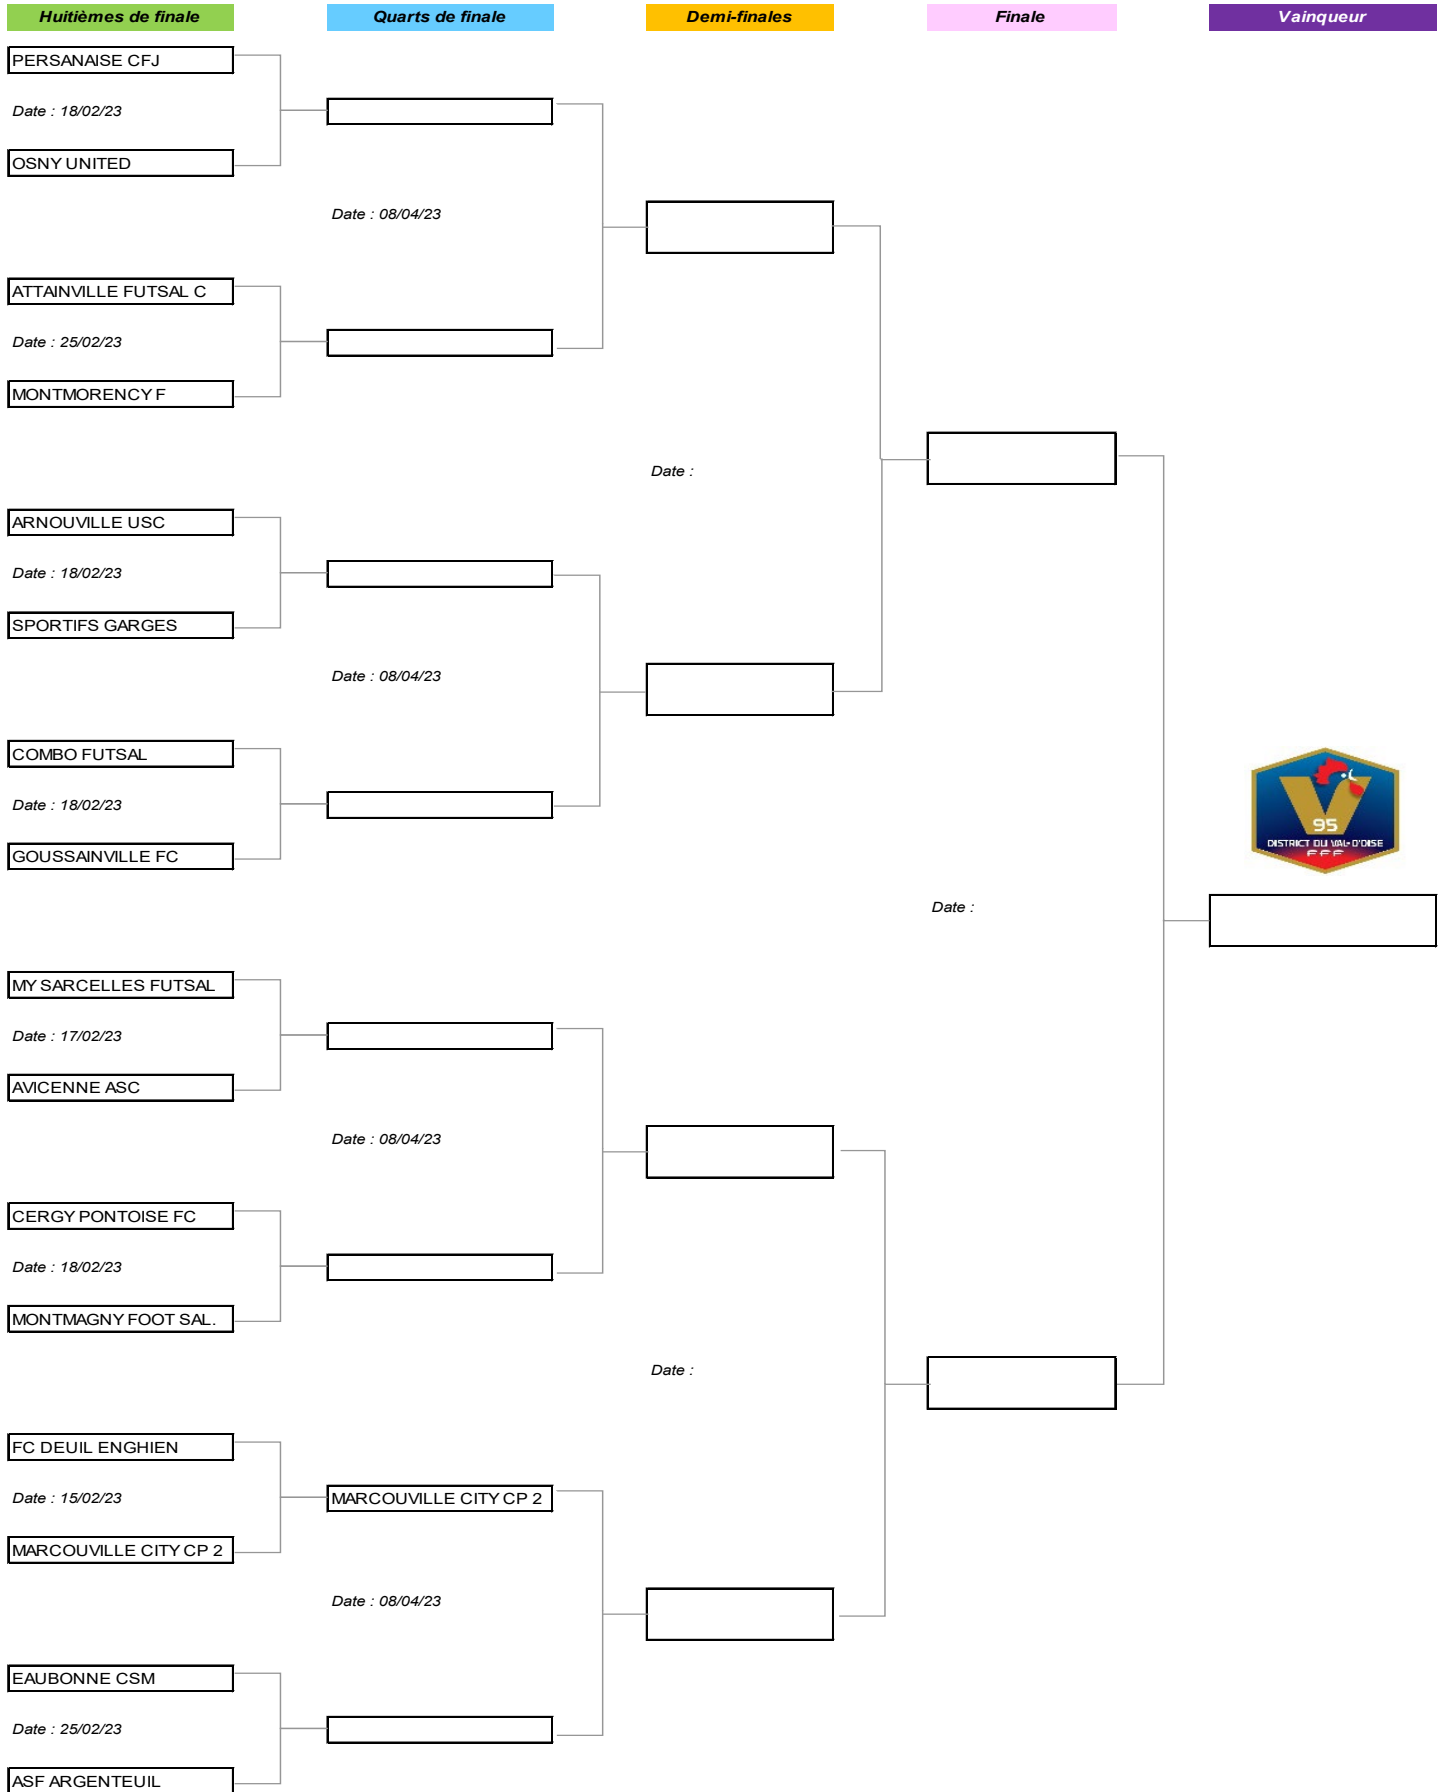 Huitièmes de finale
Quarts de finale
Demi-finales
Finale
Vainqueur
PERSANAISE CFJ
Date : 18/02/23
OSNY UNITED
Date : 08/04/23
ATTAINVILLE FUTSAL C
Date : 25/02/23
MONTMORENCY F
Date :
ARNOUVILLE USC
Date : 18/02/23
SPORTIFS GARGES
Date : 08/04/23
COMBO FUTSAL
Date : 18/02/23
GOUSSAINVILLE FC
95
DISTRICT DU VAL-D'OISE
FFF
Date :
MY SARCELLES FUTSAL
Date : 17/02/23
AVICENNE ASC
Date : 08/04/23
CERGY PONTOISE FC
Date : 18/02/23
MONTMAGNY FOOT SAL.
Date :
FC DEUIL ENGHIEN
Date : 15/02/23
MARCOUVILLE CITY CP 2
MARCOUVILLE CITY CP 2
Date : 08/04/23
EAUBONNE CSM
Date : 25/02/23
ASF ARGENTEUIL